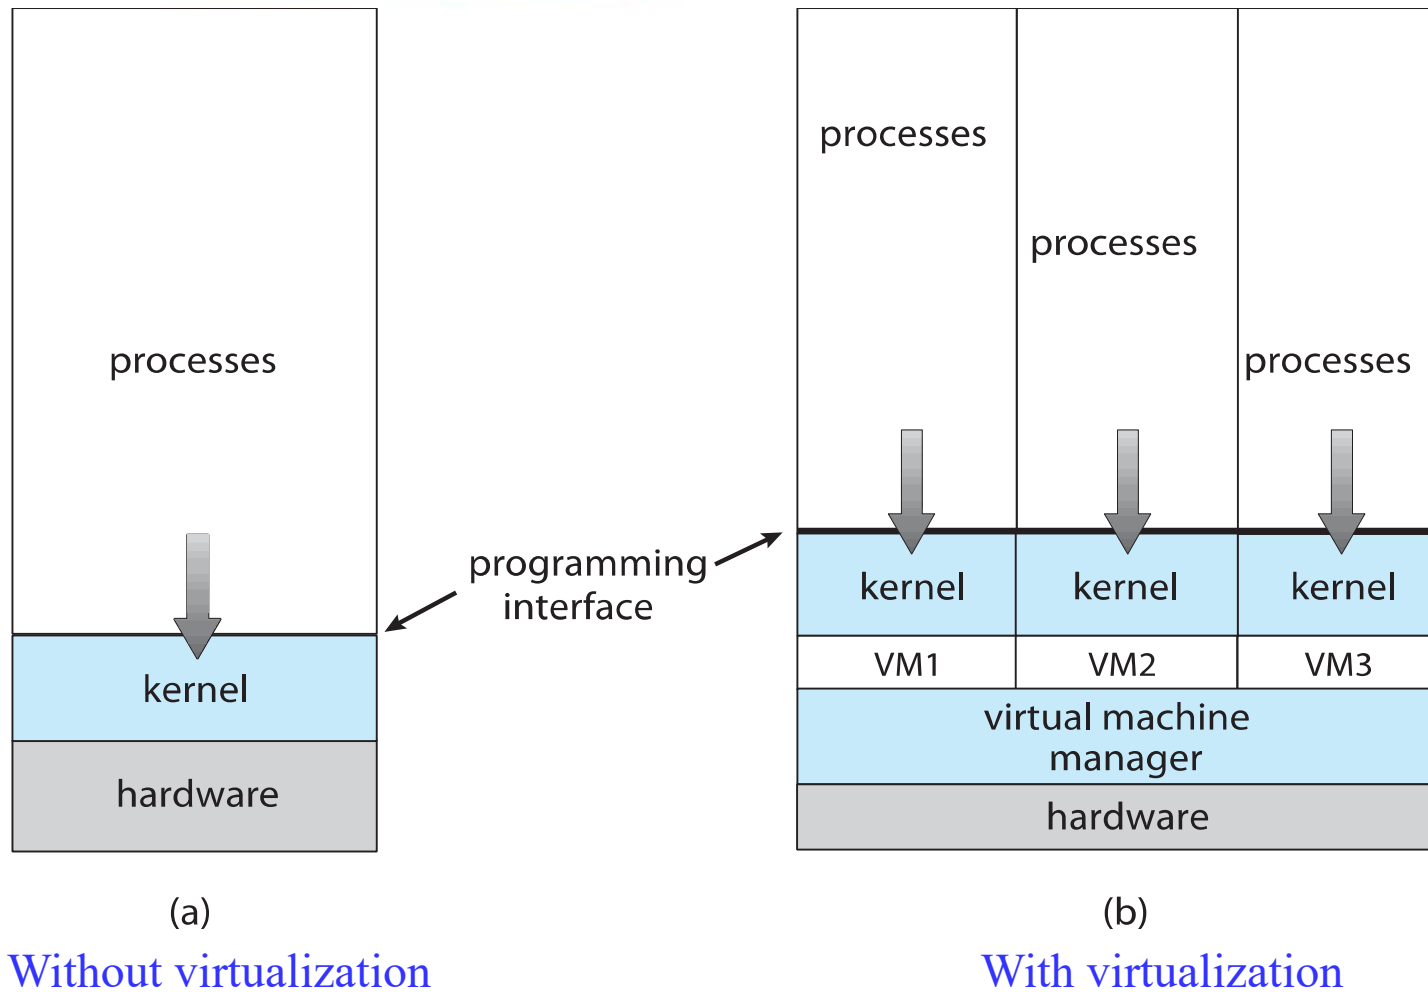 processes
kernel
hardware
(a)
Without virtualization
programming
interface
processes
processes
processes
kernel
kernel
kernel
VM1
VM2
VM3
virtual machine
manager
hardware
(b)
With virtualization